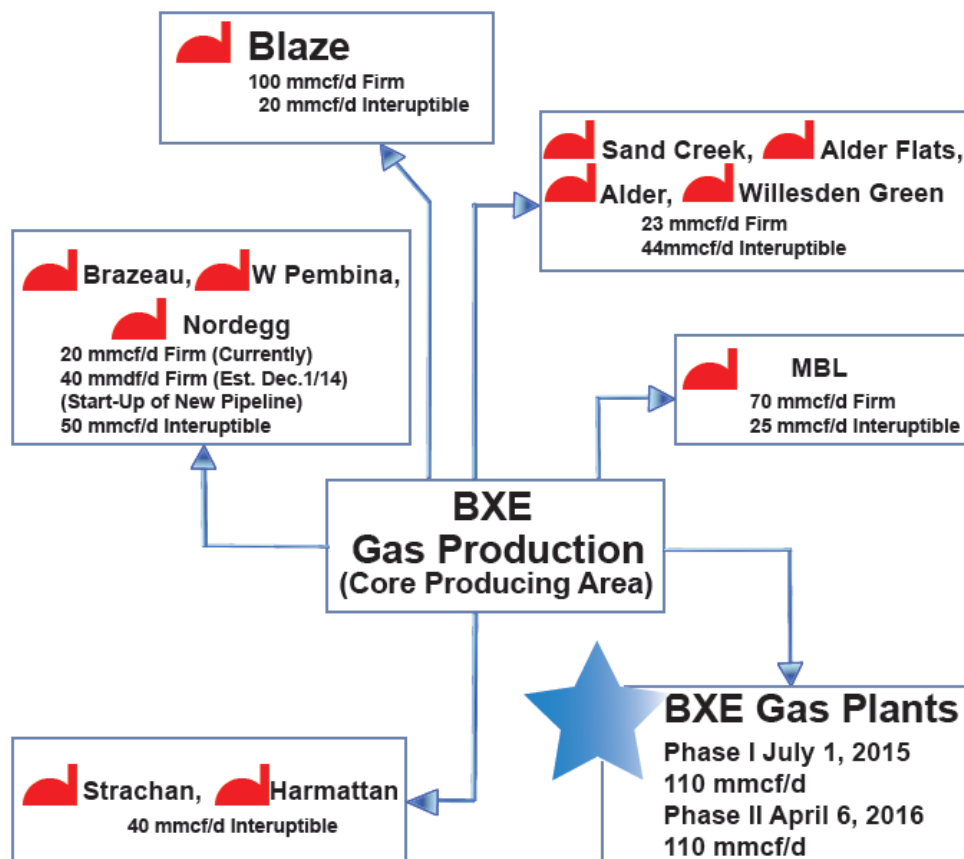 Blaze
100 mmcf/d Firm
20 mmcf/d Interuptible
Sand Creek, Alder Flats,
Alder, Willesden Green
23 mmcf/d Firm
44mmcf/d Interuptible
Brazeau, W Pembina,
Nordegg
20 mmcf/d Firm (Currently)
40 mmdf/d Firm (Est. Dec.1/14)
(Start-Up of New Pipeline)
50 mmcf/d Interuptible
MBL
70 mmcf/d Firm
25 mmcf/d Interuptible
BXE
Gas Production
(Core Producing Area)
BXE Gas Plants
Phase I July 1, 2015
110 mmcf/d
Phase II April 6, 2016
110 mmcf/d
Strachan, Harmattan
40 mmcf/d Interuptible